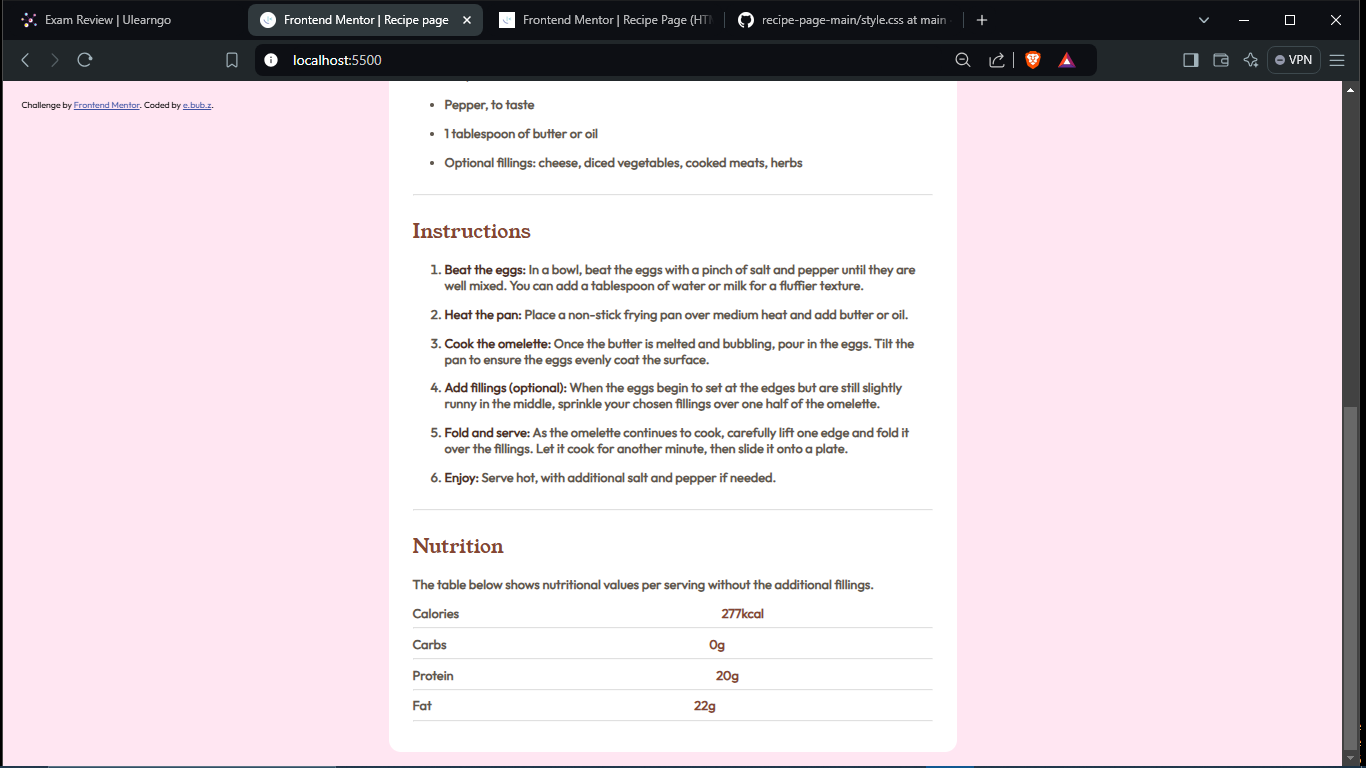 Exam Review | Ulearngo
Frontend Mentor | Recipe page
Frontend Mentor | Recipe Page (HT
recipe-page-main/style.css at main
localhost:5500
VPN
Challenge by Frontend Mentor. Coded by e.bub.z.
• Pepper, to taste
• 1 tablespoon of butter or oil
• Optional fillings: cheese, diced vegetables, cooked meats, herbs
Instructions
1. Beat the eggs: In a bowl, beat the eggs with a pinch of salt and pepper until they are
well mixed. You can add a tablespoon of water or milk for a fluffier texture.
2. Heat the pan: Place a non-stick frying pan over medium heat and add butter or oil.
3. Cook the omelette: Once the butter is melted and bubbling, pour in the eggs. Tilt the
pan to ensure the eggs evenly coat the surface.
4. Add fillings (optional): When the eggs begin to set at the edges but are still slightly
runny in the middle, sprinkle your chosen fillings over one half of the omelette.
5. Fold and serve: As the omelette continues to cook, carefully lift one edge and fold it
over the fillings. Let it cook for another minute, then slide it onto a plate.
6. Enjoy: Serve hot, with additional salt and pepper if needed.
Nutrition
The table below shows nutritional values per serving without the additional fillings.
Calories 277kcal
Carbs 0g
Protein 20g
Fat 22g